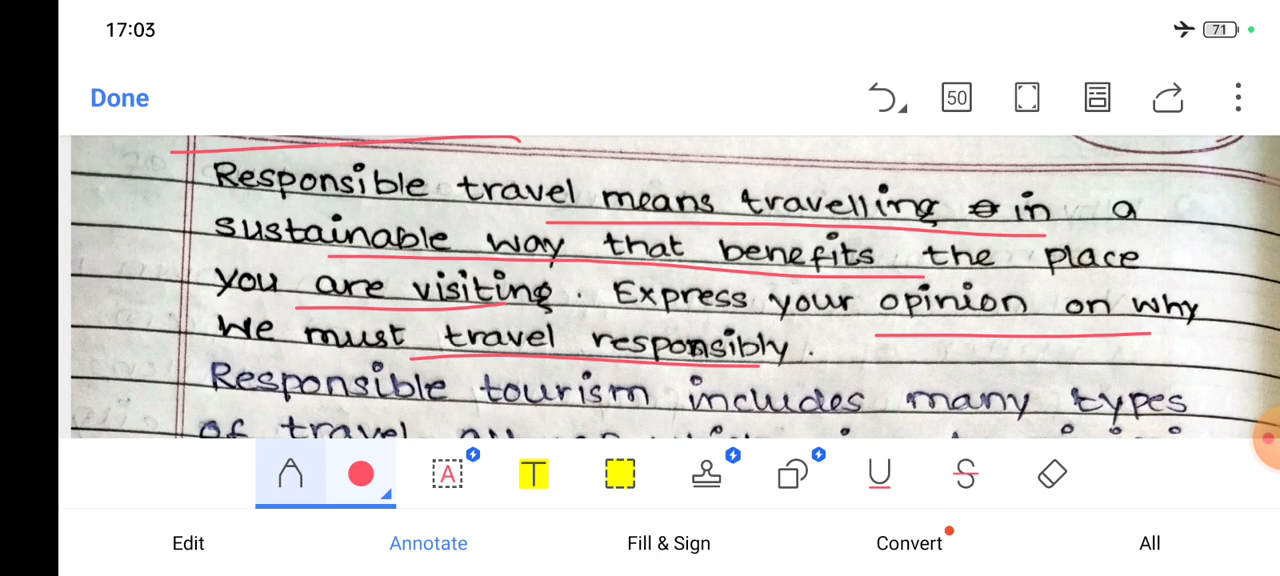 17:03
71
Done
50
Responsible travel means travelling in a
sustainable way that benefits the place
you are visiting. Express your opinion on why
we must travel responsibly.
Responsible tourism includes many types
of travel
A T U S
Edit Annotate Fill & Sign Convert All